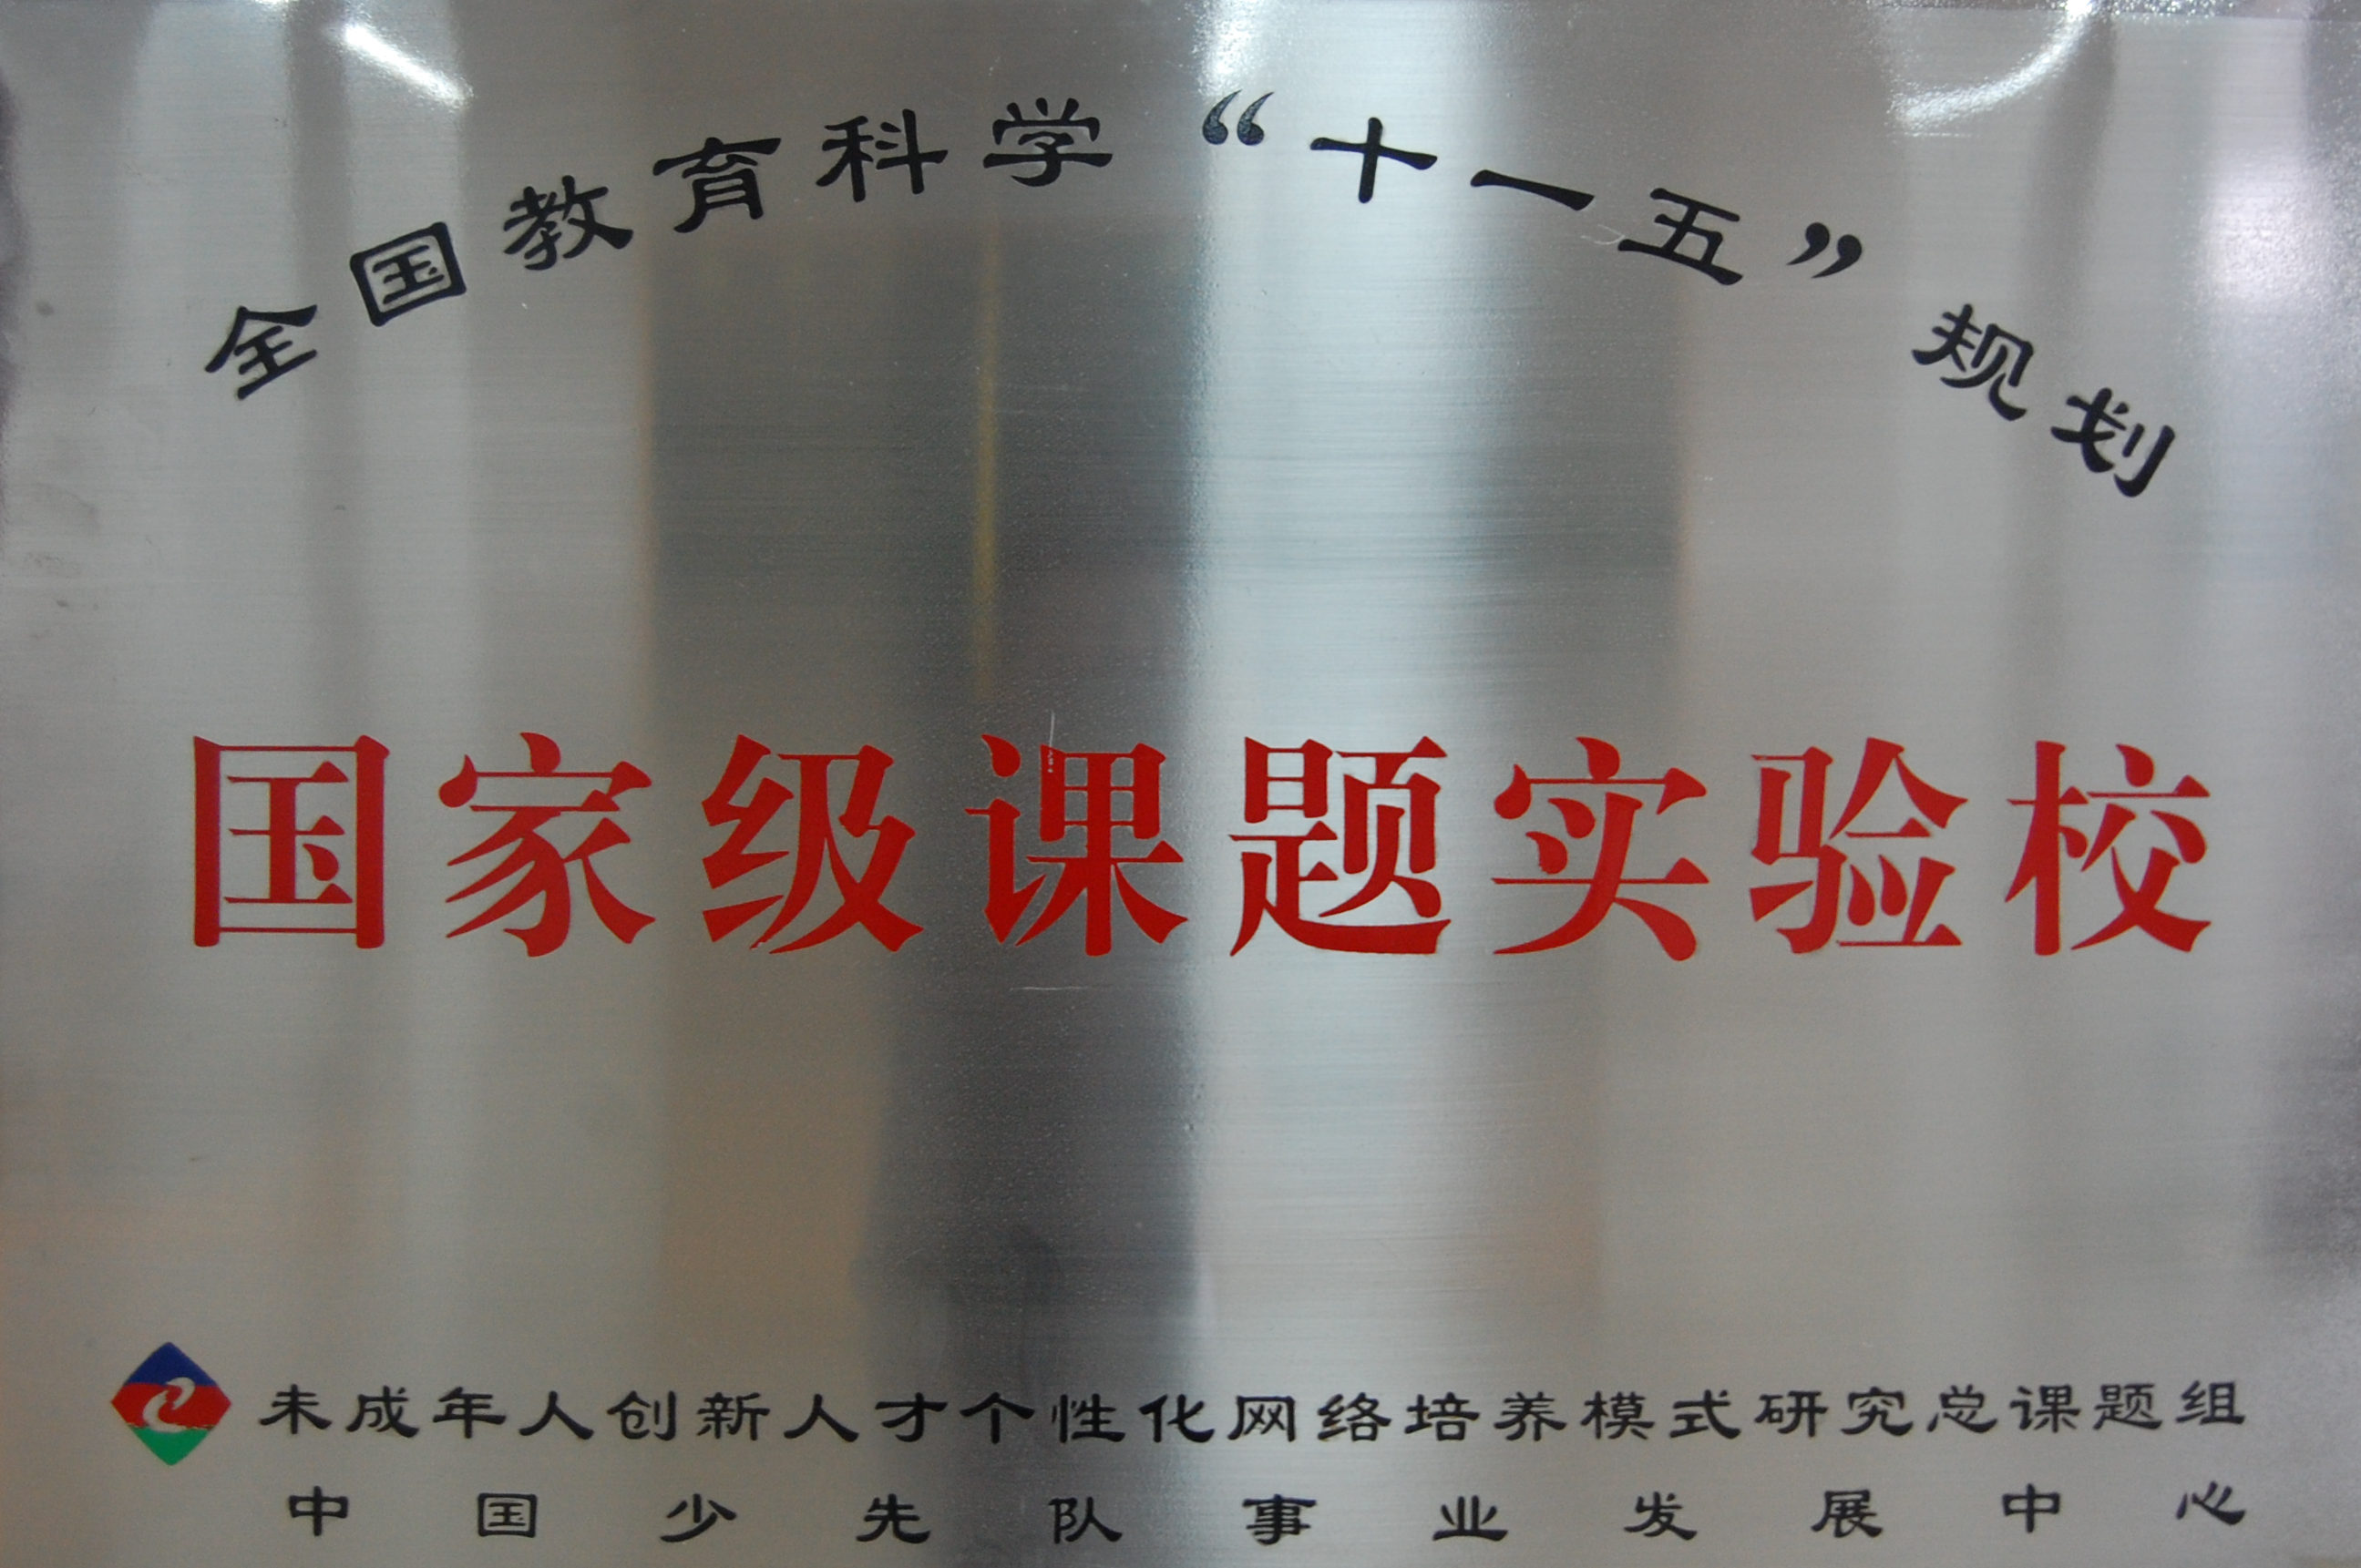 全国教育科学“十一五”规划
国家级课题实验校
未成年人创新人才个性化网络培养模式研究总课题组
中国少先队事业发展中心